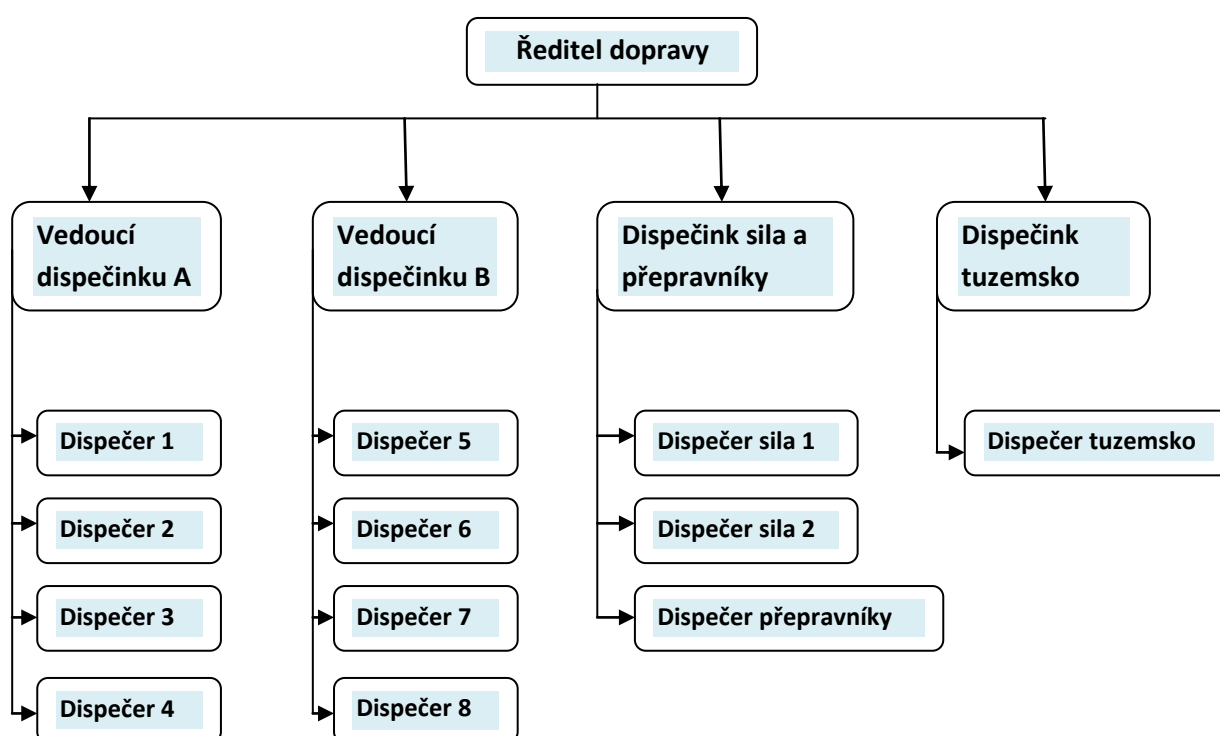 Ředitel dopravy
Vedoucí
dispečinku A
Vedoucí
dispečinku B
Dispečink sila a
přepravníky
Dispečink
tuzemsko
Dispečer 1
Dispečer 5
Dispečer sila 1
Dispečer tuzemsko
Dispečer 2
Dispečer 6
Dispečer sila 2
Dispečer 3
Dispečer 7
Dispečer přepravníky
Dispečer 4
Dispečer 8